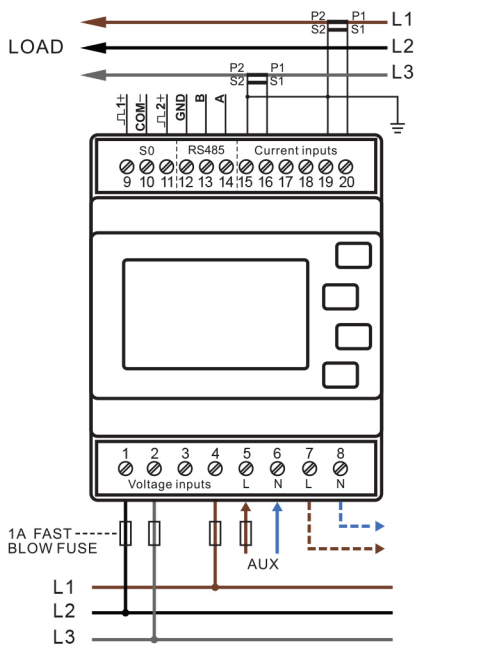 P2 P1 L1
S2 S1
LOAD L2
P2 P1 L3
S2 S1
⎍1+ COM− ⎍2+ GND B A
S0 RS485 Current inputs
9 10 11 12 13 14 15 16 17 18 19 20
1 2 3 4 5 6 7 8
L N L N
Voltage inputs
1A FAST
BLOW FUSE
AUX
L1
L2
L3